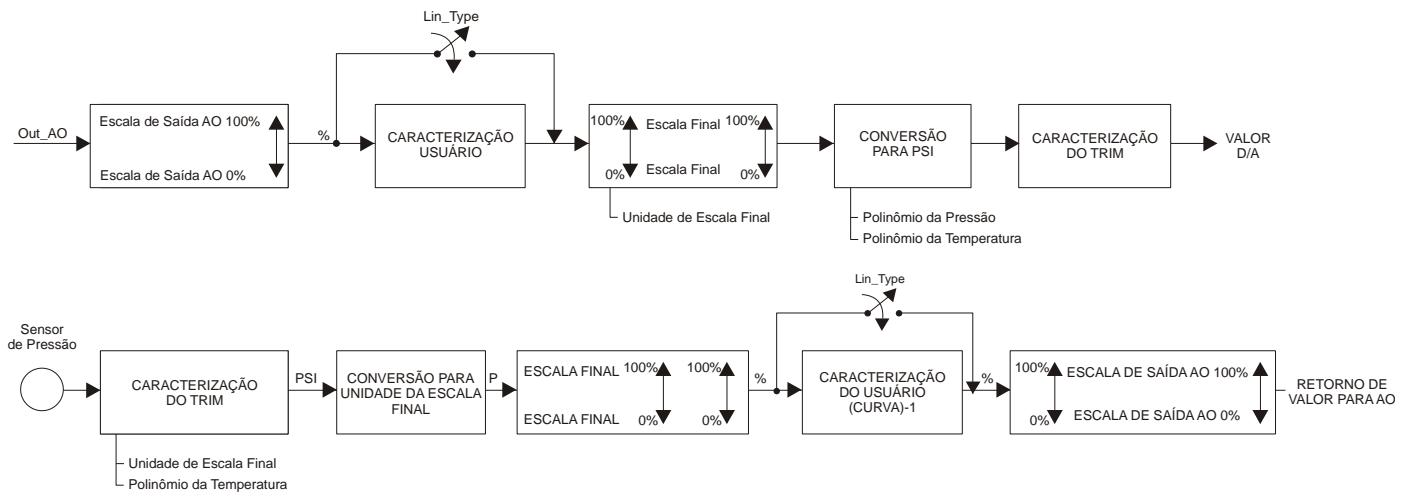 Lin_Type
Out_AO
Escala de Saída AO 100%
Escala de Saída AO 0%
%
CARACTERIZAÇÃO
USUÁRIO
100%
Escala Final
100%
0%
Escala Final
0%
Unidade de Escala Final
CONVERSÃO
PARA PSI
Polinômio da Pressão
Polinômio da Temperatura
CARACTERIZAÇÃO
DO TRIM
VALOR
D/A
Sensor
de Pressão
CARACTERIZAÇÃO
DO TRIM
Unidade de Escala Final
Polinômio da Temperatura
PSI
CONVERSÃO PARA
UNIDADE DA ESCALA
FINAL
P
ESCALA FINAL
100%
100%
ESCALA FINAL
0%
0%
%
Lin_Type
CARACTERIZAÇÃO
DO USUÁRIO
(CURVA)-1
%
100%
ESCALA DE SAÍDA AO 100%
0%
ESCALA DE SAÍDA AO 0%
RETORNO DE
VALOR PARA AO